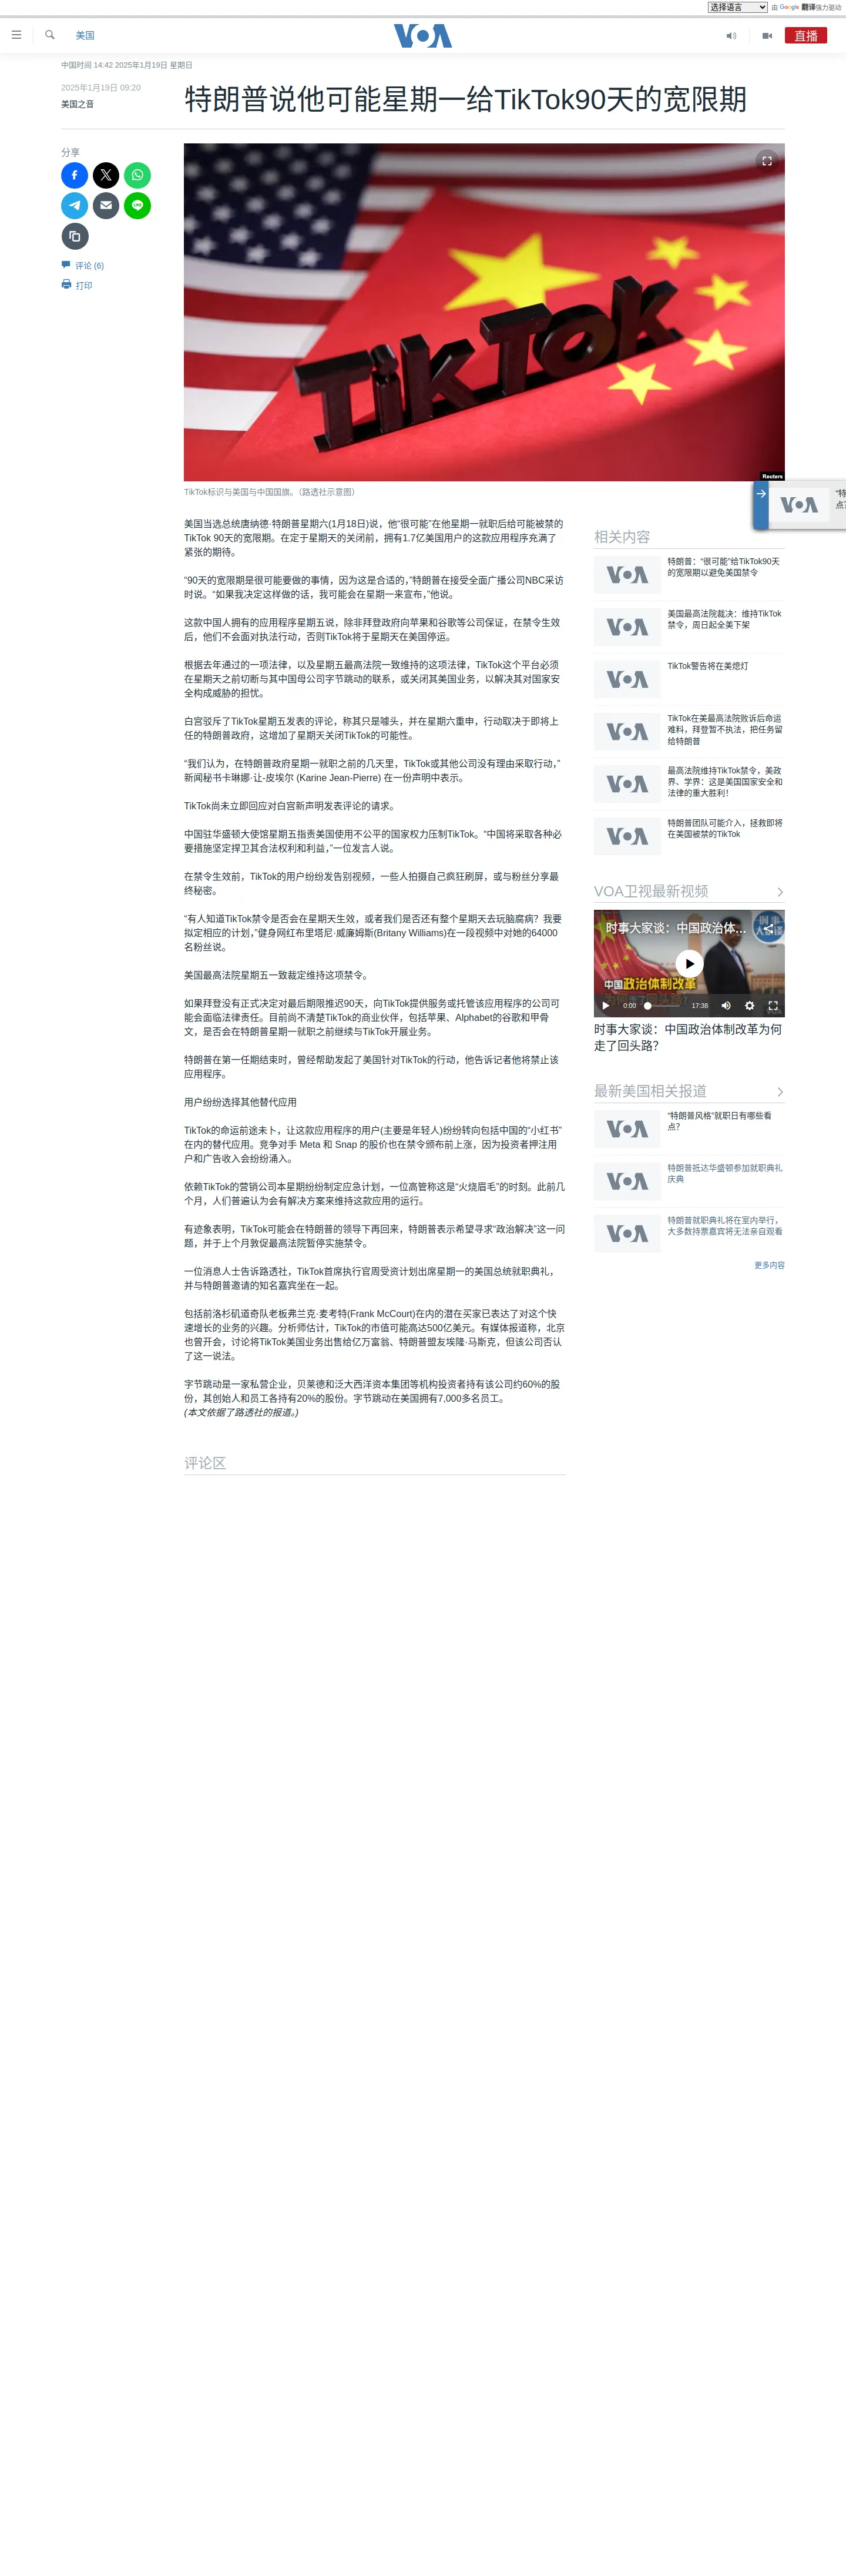 选择语言
由 Google 翻译强力驱动
美国
VOA
直播
中国时间 14:42 2025年1月19日 星期日
2025年1月19日 09:20
美国之音
特朗普说他可能星期一给TikTok90天的宽限期
分享
评论 (6)
打印
TikTok
Reuters
TikTok标识与美国与中国国旗。（路透社示意图）
美国当选总统唐纳德·特朗普星期六(1月18日)说，他“很可能”在他星期一就职后给可能被禁的
TikTok 90天的宽限期。在定于星期天的关闭前，拥有1.7亿美国用户的这款应用程序充满了
紧张的期待。
“90天的宽限期是很可能要做的事情，因为这是合适的，”特朗普在接受全面广播公司NBC采访
时说。“如果我决定这样做的话，我可能会在星期一来宣布，”他说。
这款中国人拥有的应用程序星期五说，除非拜登政府向苹果和谷歌等公司保证，在禁令生效
后，他们不会面对执法行动，否则TikTok将于星期天在美国停运。
根据去年通过的一项法律，以及星期五最高法院一致维持的这项法律，TikTok这个平台必须
在星期天之前切断与其中国母公司字节跳动的联系，或关闭其美国业务，以解决其对国家安
全构成威胁的担忧。
白宫驳斥了TikTok星期五发表的评论，称其只是噱头，并在星期六重申，行动取决于即将上
任的特朗普政府，这增加了星期天关闭TikTok的可能性。
“我们认为，在特朗普政府星期一就职之前的几天里，TikTok或其他公司没有理由采取行动，”
新闻秘书卡琳娜·让-皮埃尔 (Karine Jean-Pierre) 在一份声明中表示。
TikTok尚未立即回应对白宫新声明发表评论的请求。
中国驻华盛顿大使馆星期五指责美国使用不公平的国家权力压制TikTok。“中国将采取各种必
要措施坚定捍卫其合法权利和利益，”一位发言人说。
在禁令生效前，TikTok的用户纷纷发告别视频，一些人拍摄自己疯狂刷屏，或与粉丝分享最
终秘密。
“有人知道TikTok禁令是否会在星期天生效，或者我们是否还有整个星期天去玩脑腐病？我要
拟定相应的计划，”健身网红布里塔尼·威廉姆斯(Britany Williams)在一段视频中对她的64000
名粉丝说。
美国最高法院星期五一致裁定维持这项禁令。
如果拜登没有正式决定对最后期限推迟90天，向TikTok提供服务或托管该应用程序的公司可
能会面临法律责任。目前尚不清楚TikTok的商业伙伴，包括苹果、Alphabet的谷歌和甲骨
文，是否会在特朗普星期一就职之前继续与TikTok开展业务。
特朗普在第一任期结束时，曾经帮助发起了美国针对TikTok的行动，他告诉记者他将禁止该
应用程序。
用户纷纷选择其他替代应用
TikTok的命运前途未卜，让这款应用程序的用户(主要是年轻人)纷纷转向包括中国的“小红书”
在内的替代应用。竞争对手 Meta 和 Snap 的股价也在禁令颁布前上涨，因为投资者押注用
户和广告收入会纷纷涌入。
依赖TikTok的营销公司本星期纷纷制定应急计划，一位高管称这是“火烧眉毛”的时刻。此前几
个月，人们普遍认为会有解决方案来维持这款应用的运行。
有迹象表明，TikTok可能会在特朗普的领导下再回来，特朗普表示希望寻求“政治解决”这一问
题，并于上个月敦促最高法院暂停实施禁令。
一位消息人士告诉路透社，TikTok首席执行官周受资计划出席星期一的美国总统就职典礼，
并与特朗普邀请的知名嘉宾坐在一起。
包括前洛杉矶道奇队老板弗兰克·麦考特(Frank McCourt)在内的潜在买家已表达了对这个快
速增长的业务的兴趣。分析师估计，TikTok的市值可能高达500亿美元。有媒体报道称，北京
也曾开会，讨论将TikTok美国业务出售给亿万富翁、特朗普盟友埃隆·马斯克，但该公司否认
了这一说法。
字节跳动是一家私营企业，贝莱德和泛大西洋资本集团等机构投资者持有该公司约60%的股
份，其创始人和员工各持有20%的股份。字节跳动在美国拥有7,000多名员工。
(本文依据了路透社的报道。)
评论区
VOA
“特
点？
相关内容
VOA
特朗普：“很可能”给TikTok90天
的宽限期以避免美国禁令
VOA
美国最高法院裁决：维持TikTok
禁令，周日起全美下架
VOA
TikTok警告将在美熄灯
VOA
TikTok在美最高法院败诉后命运
难料，拜登暂不执法，把任务留
给特朗普
VOA
最高法院维持TikTok禁令，美政
界、学界：这是美国国家安全和
法律的重大胜利！
VOA
特朗普团队可能介入，拯救即将
在美国被禁的TikTok
VOA卫视最新视频
时事大家谈：中国政治体...
中国政治体制改革
0:00
17:38
时事大家谈：中国政治体制改革为何
走了回头路？
最新美国相关报道
VOA
“特朗普风格”就职日有哪些看
点？
VOA
特朗普抵达华盛顿参加就职典礼
庆典
VOA
特朗普就职典礼将在室内举行，
大多数持票嘉宾将无法亲自观看
更多内容